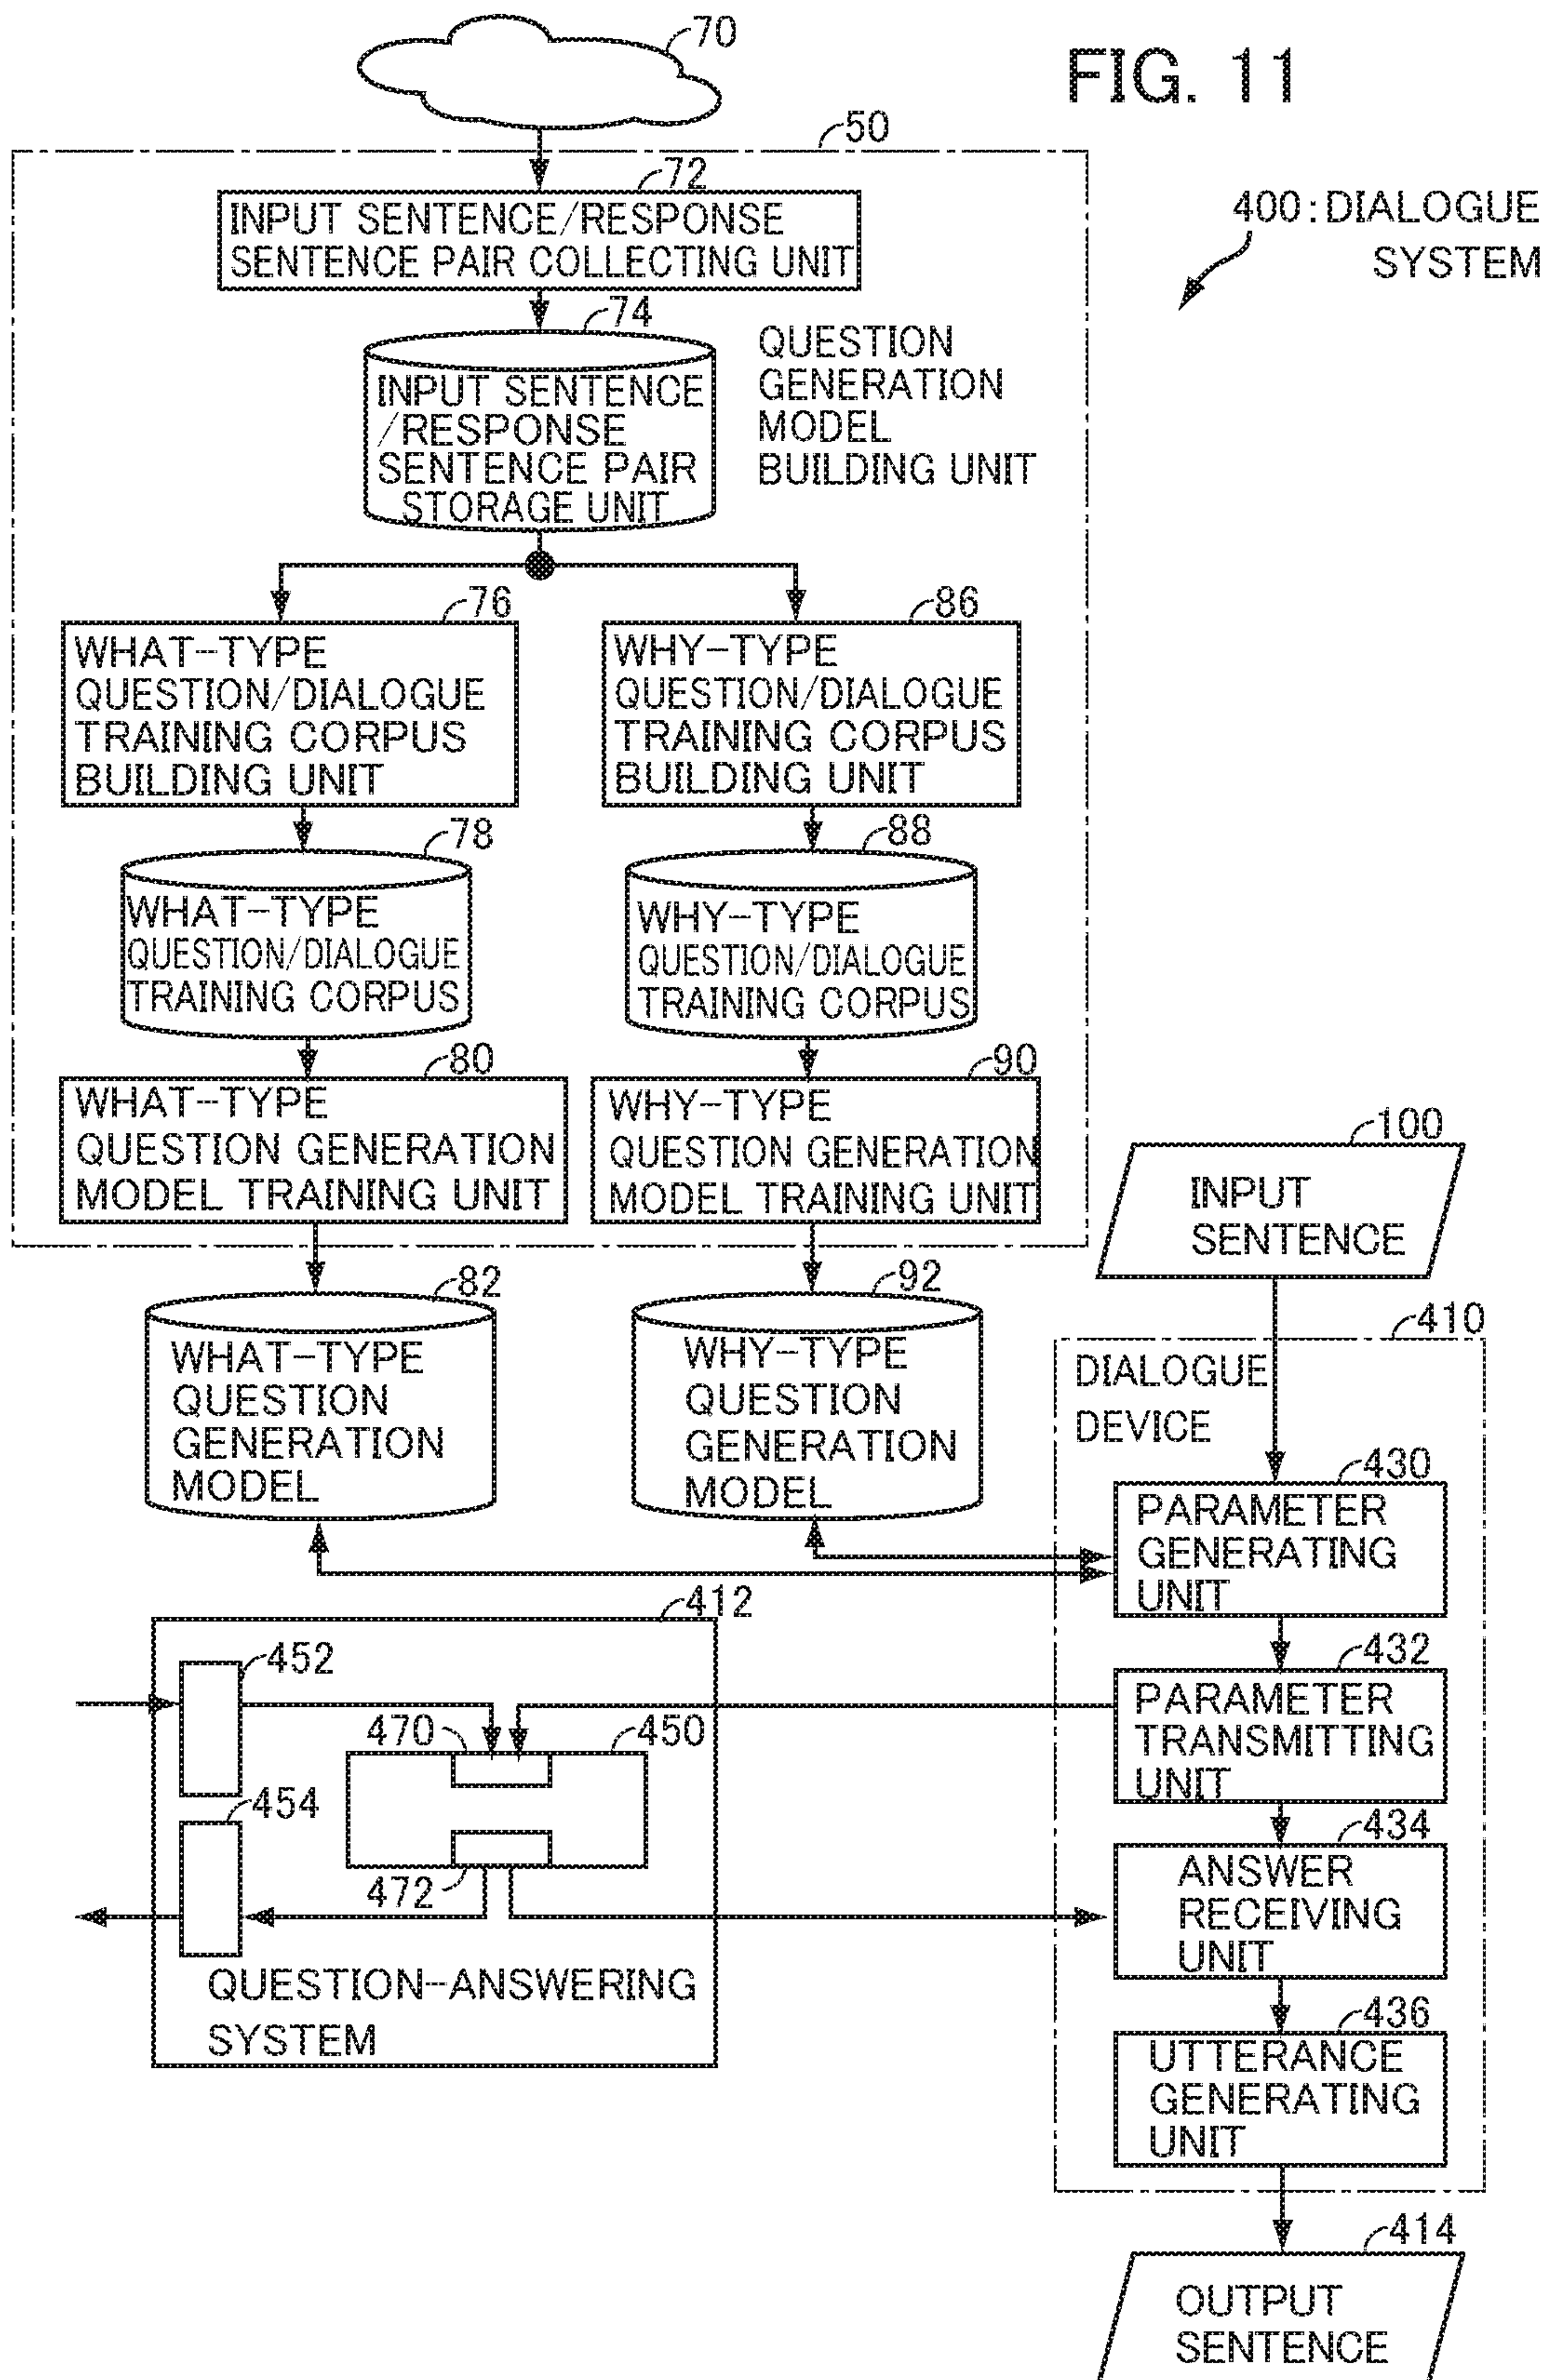 70
FIG. 11
50
72
INPUT SENTENCE/RESPONSE
SENTENCE PAIR COLLECTING UNIT
400:DIALOGUE
SYSTEM
74
INPUT SENTENCE
/RESPONSE
SENTENCE PAIR
STORAGE UNIT
QUESTION
GENERATION
MODEL
BUILDING UNIT
76
WHAT-TYPE
QUESTION/DIALOGUE
TRAINING CORPUS
BUILDING UNIT
86
WHY-TYPE
QUESTION/DIALOGUE
TRAINING CORPUS
BUILDING UNIT
78
WHAT-TYPE
QUESTION/DIALOGUE
TRAINING CORPUS
88
WHY-TYPE
QUESTION/DIALOGUE
TRAINING CORPUS
80
WHAT-TYPE
QUESTION GENERATION
MODEL TRAINING UNIT
90
WHY-TYPE
QUESTION GENERATION
MODEL TRAINING UNIT
100
INPUT
SENTENCE
82
WHAT-TYPE
QUESTION
GENERATION
MODEL
92
WHY-TYPE
QUESTION
GENERATION
MODEL
410
DIALOGUE
DEVICE
430
PARAMETER
GENERATING
UNIT
412
452
470
450
454
472
QUESTION-ANSWERING
SYSTEM
432
PARAMETER
TRANSMITTING
UNIT
434
ANSWER
RECEIVING
UNIT
436
UTTERANCE
GENERATING
UNIT
414
OUTPUT
SENTENCE